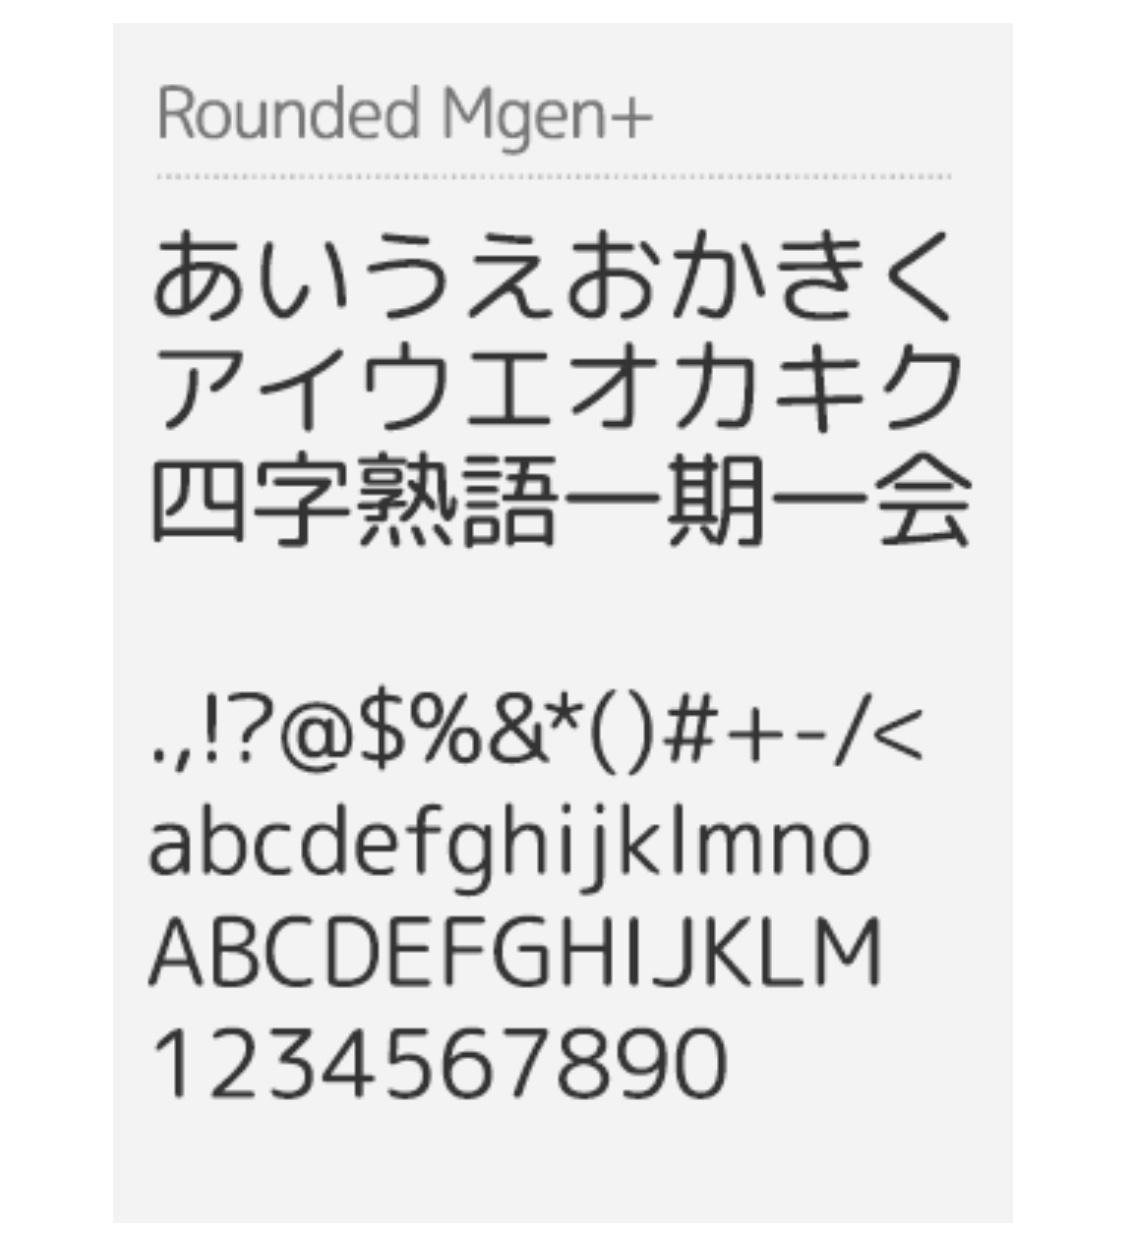 Rounded Mgen+
あいうえおかきく
アイウエオカキク
四字熟語一期一会
.,!?@$%&*()#+-/<
abcdefghijklmno
ABCDEFGHIJKLM
1234567890